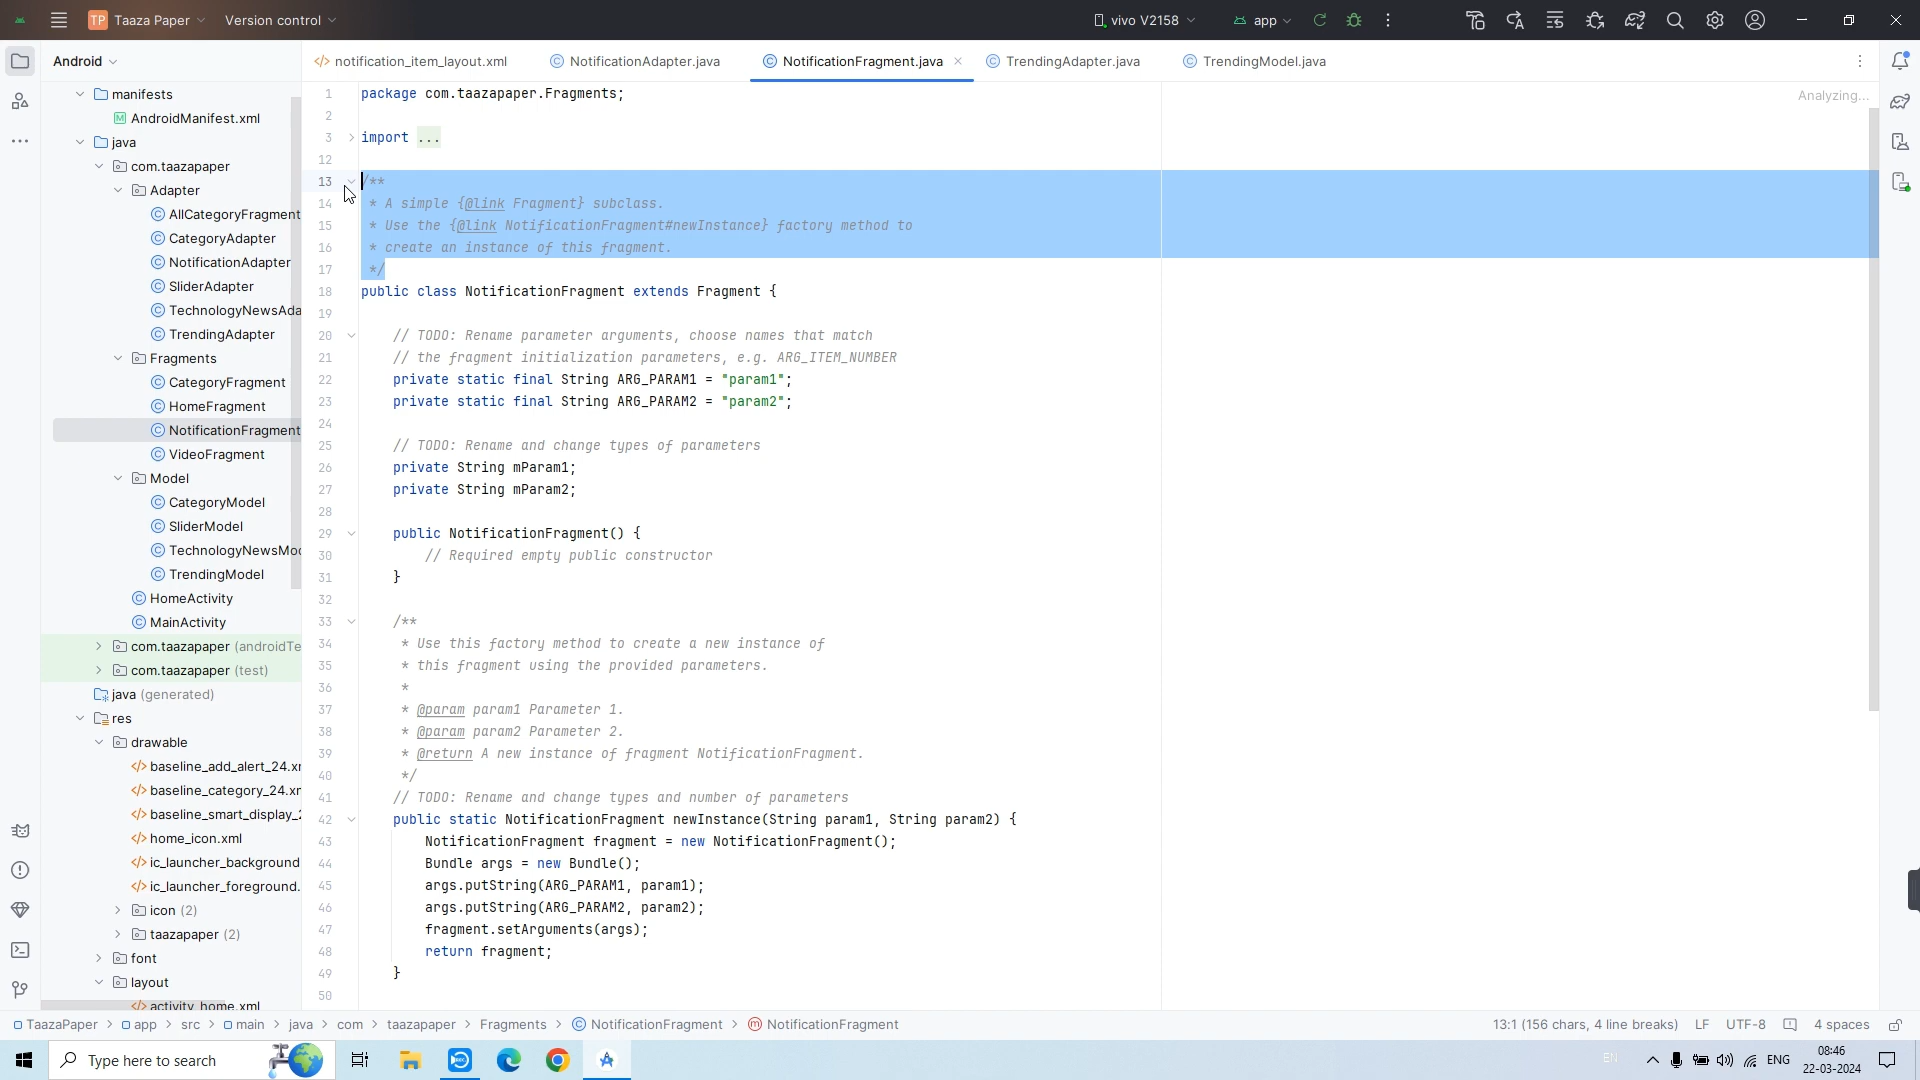 TP Taaza Paper Version control vivo V2158 app
Android notification_item_layout.xml NotificationAdapter.java NotificationFragment.java TrendingAdapter.java TrendingModel.java
manifests
AndroidManifest.xml
java
com.taazapaper
Adapter
AllCategoryFragment
CategoryAdapter
NotificationAdapter
SliderAdapter
TechnologyNewsAda
TrendingAdapter
Fragments
CategoryFragment
HomeFragment
NotificationFragment
VideoFragment
Model
CategoryModel
SliderModel
TechnologyNewsMod
TrendingModel
HomeActivity
MainActivity
com.taazapaper (androidTe
com.taazapaper (test)
java (generated)
res
drawable
baseline_add_alert_24.xm
baseline_category_24.xm
baseline_smart_display_2
home_icon.xml
ic_launcher_background
ic_launcher_foreground.
icon (2)
taazapaper (2)
font
layout
activity_home.xml
Analyzing...
1 package com.taazapaper.Fragments;
2
3 import ...
12
13 /**
14 * A simple {@link Fragment} subclass.
15 * Use the {@link NotificationFragment#newInstance} factory method to
16 * create an instance of this fragment.
17 */
18 public class NotificationFragment extends Fragment {
19
20 // TODO: Rename parameter arguments, choose names that match
21 // the fragment initialization parameters, e.g. ARG_ITEM_NUMBER
22 private static final String ARG_PARAM1 = "param1";
23 private static final String ARG_PARAM2 = "param2";
24
25 // TODO: Rename and change types of parameters
26 private String mParam1;
27 private String mParam2;
28
29 public NotificationFragment() {
30 // Required empty public constructor
31 }
32
33 /**
34 * Use this factory method to create a new instance of
35 * this fragment using the provided parameters.
36 *
37 * @param param1 Parameter 1.
38 * @param param2 Parameter 2.
39 * @return A new instance of fragment NotificationFragment.
40 */
41 // TODO: Rename and change types and number of parameters
42 public static NotificationFragment newInstance(String param1, String param2) {
43 NotificationFragment fragment = new NotificationFragment();
44 Bundle args = new Bundle();
45 args.putString(ARG_PARAM1, param1);
46 args.putString(ARG_PARAM2, param2);
47 fragment.setArguments(args);
48 return fragment;
49 }
50
TaazaPaper > app > src > main > java > com > taazapaper > Fragments > NotificationFragment > NotificationFragment 13:1 (156 chars, 4 line breaks) LF UTF-8 4 spaces
Type here to search EN ENG 08:46
22-03-2024